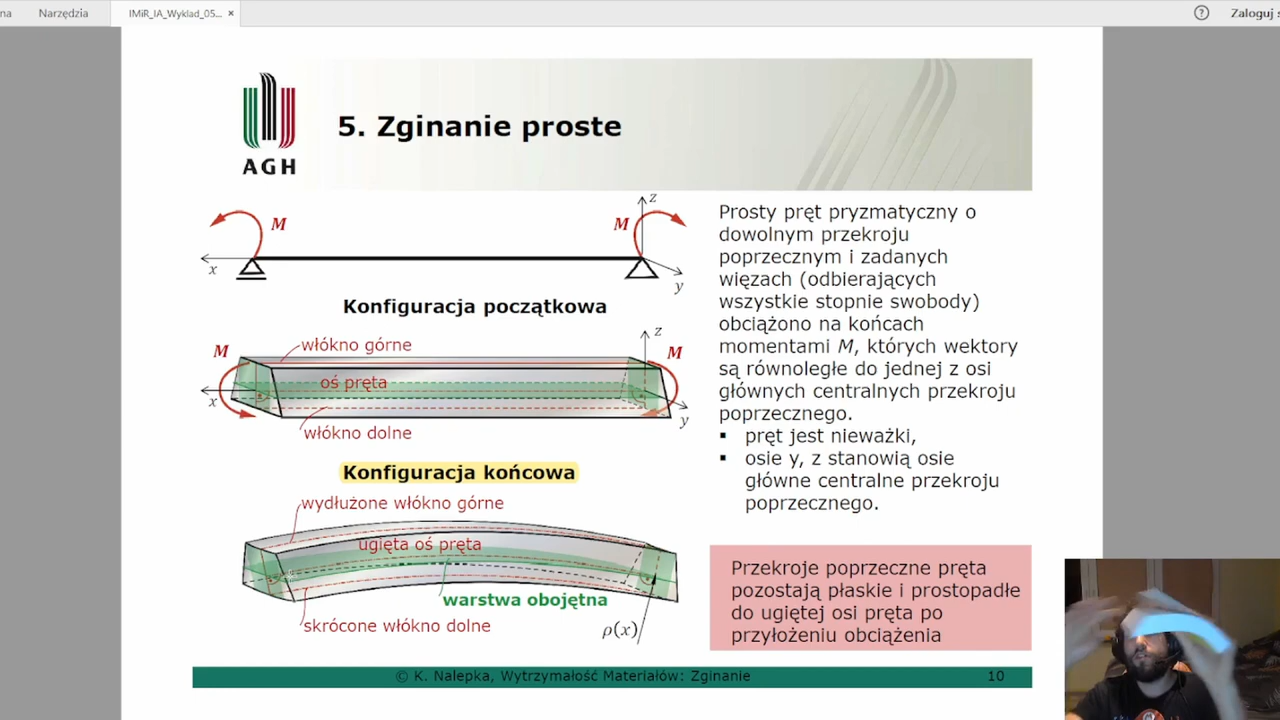 na
Narzędzia
IMiR_IA_Wyklad_05... ×
?
Zaloguj s
AGH
5. Zginanie proste
M
M
z
x
y
Konfiguracja początkowa
włókno górne
z
M
M
oś pręta
x
y
włókno dolne
Konfiguracja końcowa
wydłużone włókno górne
ugięta oś pręta
warstwa obojętna
skrócone włókno dolne
ρ(x)
Prosty pręt pryzmatyczny o
dowolnym przekroju
poprzecznym i zadanych
więzach (odbierających
wszystkie stopnie swobody)
obciążono na końcach
momentami M, których wektory
są równoległe do jednej z osi
głównych centralnych przekroju
poprzecznego.
▪ pręt jest nieważki,
▪ osie y, z stanowią osie
główne centralne przekroju
poprzecznego.
Przekroje poprzeczne pręta
pozostają płaskie i prostopadłe
do ugiętej osi pręta po
przyłożeniu obciążenia
© K. Nalepka, Wytrzymałość Materiałów: Zginanie
10